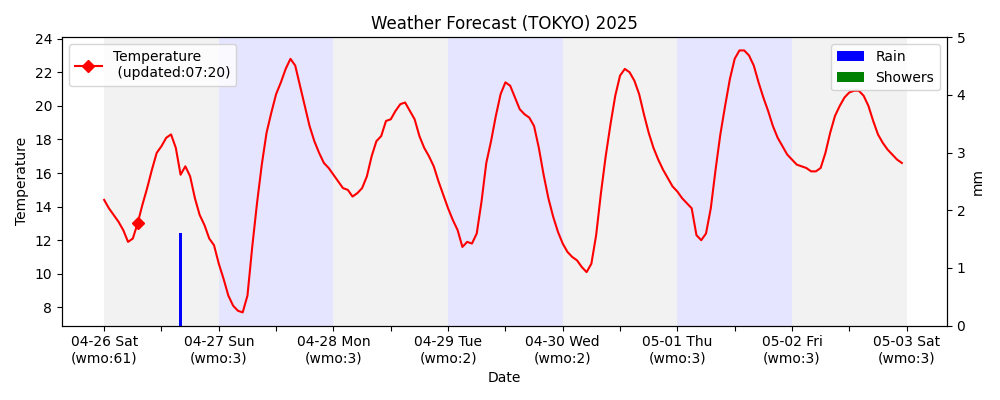 Weather Forecast (TOKYO) 2025
Temperature
(updated:07:20)
Rain
Showers
24
22
20
18
16
14
12
10
8
Temperature
5
4
3
2
1
0
mm
04-26 Sat
(wmo:61)
04-27 Sun
(wmo:3)
04-28 Mon
(wmo:3)
04-29 Tue
(wmo:2)
04-30 Wed
(wmo:2)
05-01 Thu
(wmo:3)
05-02 Fri
(wmo:3)
05-03 Sat
(wmo:3)
Date